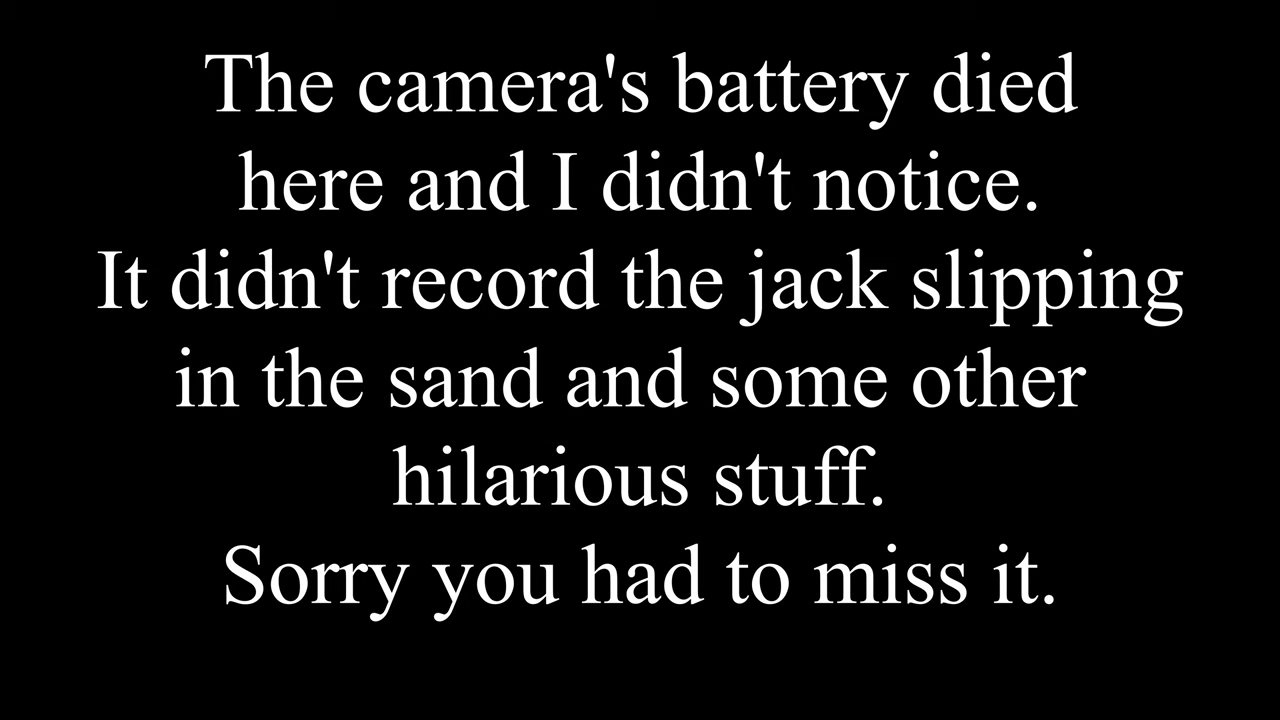 The camera's battery died
here and I didn't notice.
It didn't record the jack slipping
in the sand and some other
hilarious stuff.
Sorry you had to miss it.